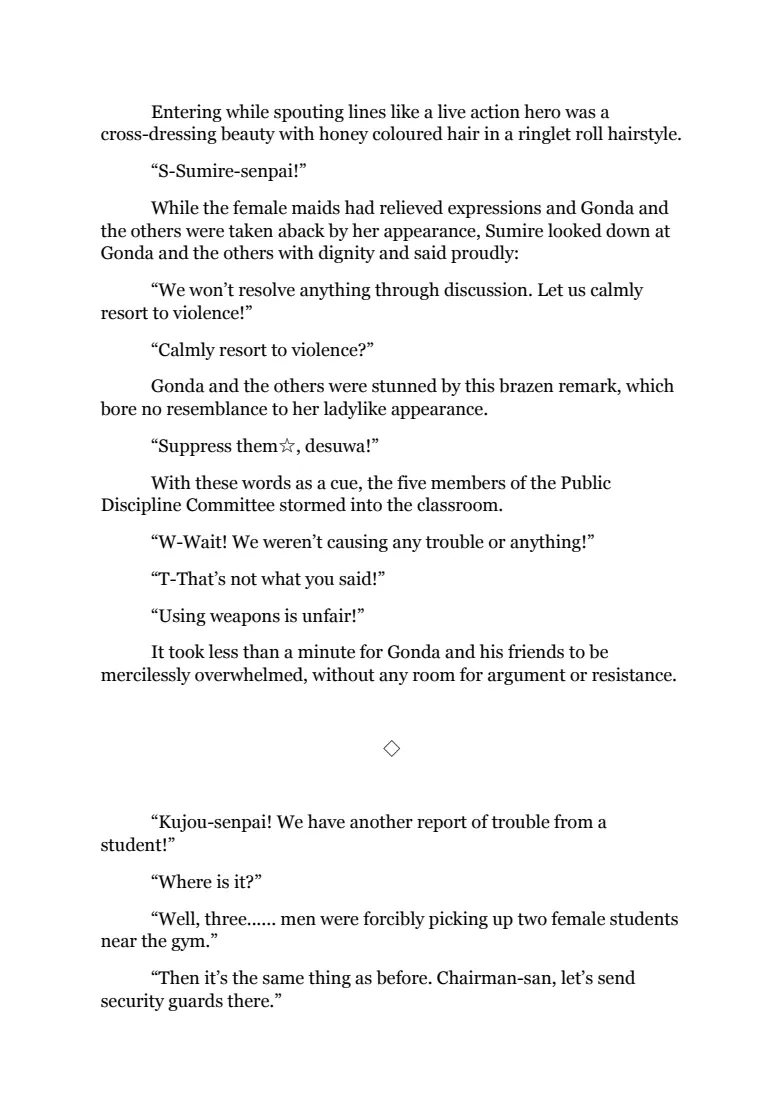 Entering while spouting lines like a live action hero was a
cross-dressing beauty with honey coloured hair in a ringlet roll hairstyle.
“S-Sumire-senpai!”
While the female maids had relieved expressions and Gonda and
the others were taken aback by her appearance, Sumire looked down at
Gonda and the others with dignity and said proudly:
“We won’t resolve anything through discussion. Let us calmly
resort to violence!”
“Calmly resort to violence?”
Gonda and the others were stunned by this brazen remark, which
bore no resemblance to her ladylike appearance.
“Suppress them☆, desuwa!”
With these words as a cue, the five members of the Public
Discipline Committee stormed into the classroom.
“W-Wait! We weren’t causing any trouble or anything!”
“T-That’s not what you said!”
“Using weapons is unfair!”
It took less than a minute for Gonda and his friends to be
mercilessly overwhelmed, without any room for argument or resistance.
◇
“Kujou-senpai! We have another report of trouble from a
student!”
“Where is it?”
“Well, three...... men were forcibly picking up two female students
near the gym.”
“Then it’s the same thing as before. Chairman-san, let’s send
security guards there.”